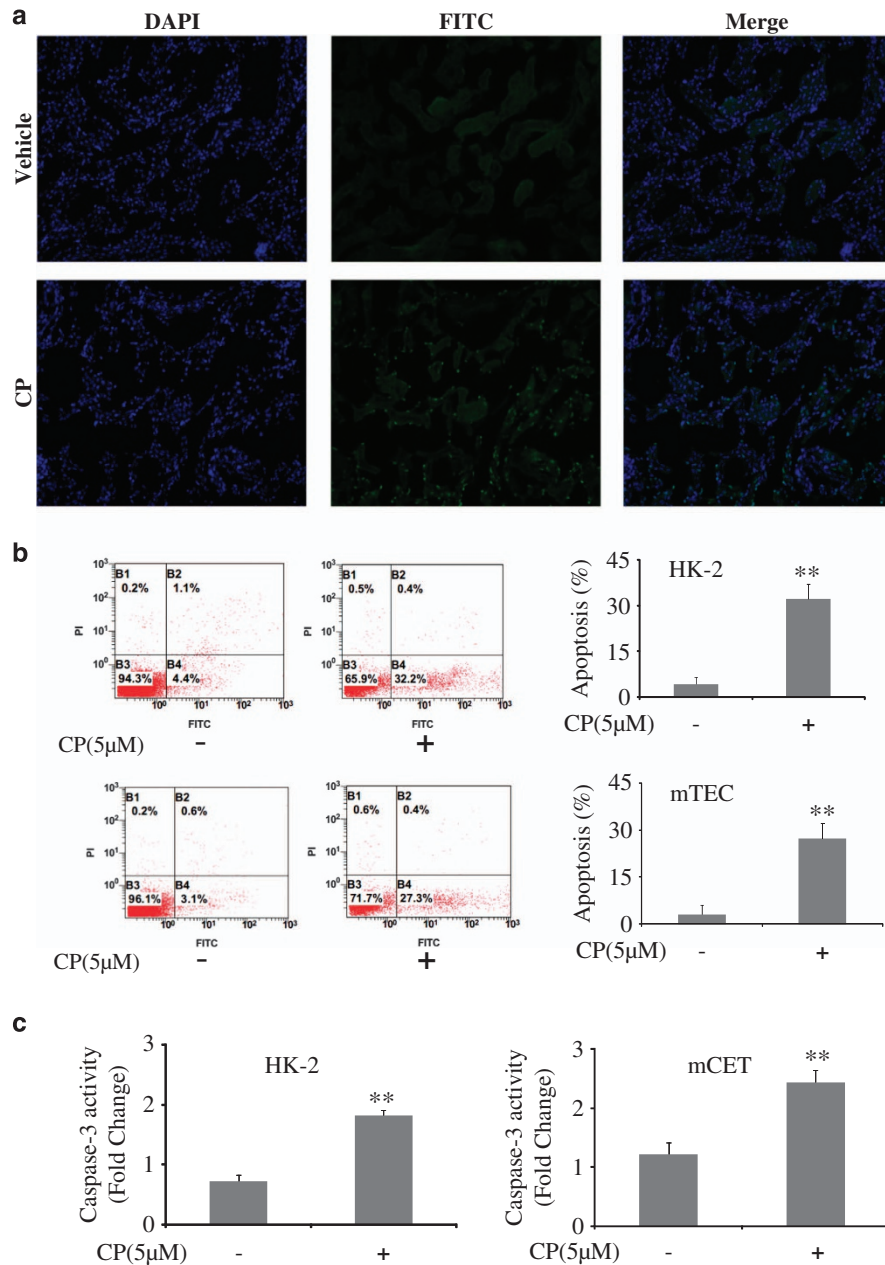 a
DAPI FITC Merge
Vehicle
CP
b
10³ 10² 10¹ 10⁰
PI
B1 0.2%
B2 1.1%
B3 94.3%
B4 4.4%
10⁰ 10¹ 10² 10³
FITC
10³ 10² 10¹ 10⁰
PI
B1 0.5%
B2 0.4%
B3 65.9%
B4 32.2%
10⁰ 10¹ 10² 10³
FITC
CP(5μM) - +
Apoptosis (%)
45
30
15
0
HK-2
**
CP(5μM) - +
10³ 10² 10¹ 10⁰
PI
B1 0.2%
B2 0.6%
B3 96.1%
B4 3.1%
10⁰ 10¹ 10² 10³
FITC
10³ 10² 10¹ 10⁰
PI
B1 0.6%
B2 0.4%
B3 71.7%
B4 27.3%
10⁰ 10¹ 10² 10³
FITC
CP(5μM) - +
Apoptosis (%)
45
30
15
0
mTEC
**
CP(5μM) - +
c
Caspase-3 activity
(Fold Change)
3
2
1
0
HK-2
**
CP(5μM) - +
Caspase-3 activity
(Fold Change)
3
2
1
0
mCET
**
CP(5μM) - +